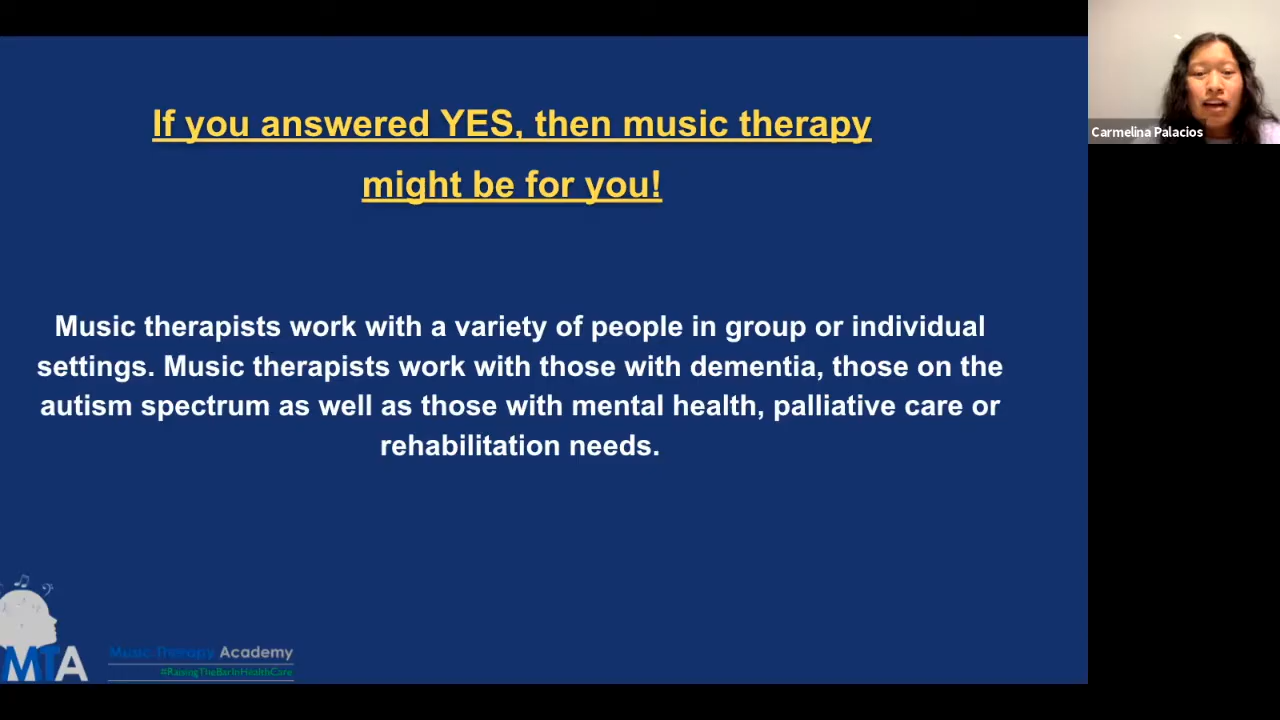 If you answered YES, then music therapy
might be for you!
Carmelina Palacios
Music therapists work with a variety of people in group or individual
settings. Music therapists work with those with dementia, those on the
autism spectrum as well as those with mental health, palliative care or
rehabilitation needs.
MTA
Music Therapy Academy
#RaisingTheBarInHealthCare